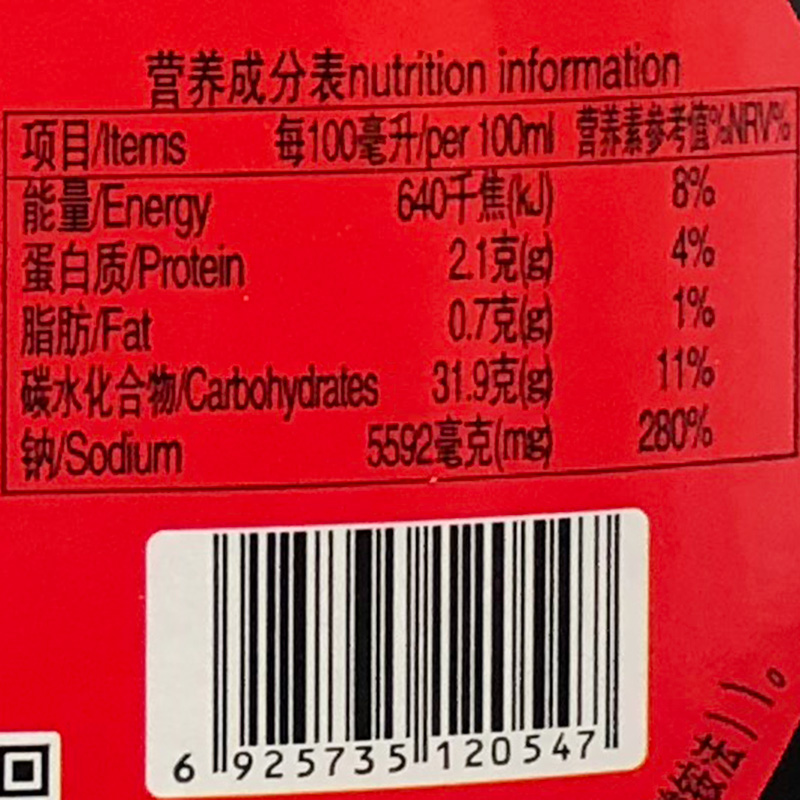 营养成分表nutrition information
项目/Items 每100毫升/per 100ml 营养素参考值%NRV%
能量/Energy 640千焦(kJ) 8%
蛋白质/Protein 2.1克(g) 4%
脂肪/Fat 0.7克(g) 1%
碳水化合物/Carbohydrates 31.9克(g) 11%
钠/Sodium 5592毫克(mg) 280%
6 925735 120547
法